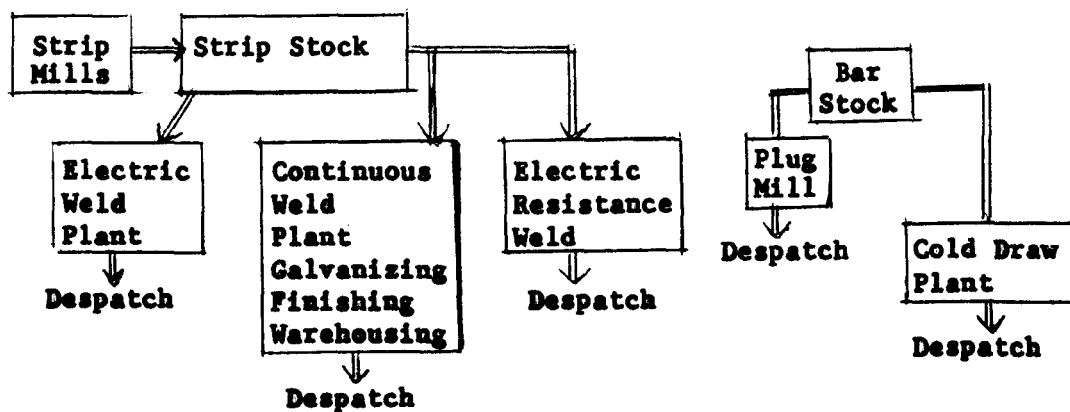 Strip
Mills
Strip Stock
Bar
Stock
Electric
Weld
Plant
Despatch
Continuous
Weld
Plant
Galvanizing
Finishing
Warehousing
Despatch
Electric
Resistance
Weld
Despatch
Plug
Mill
Despatch
Cold Draw
Plant
Despatch